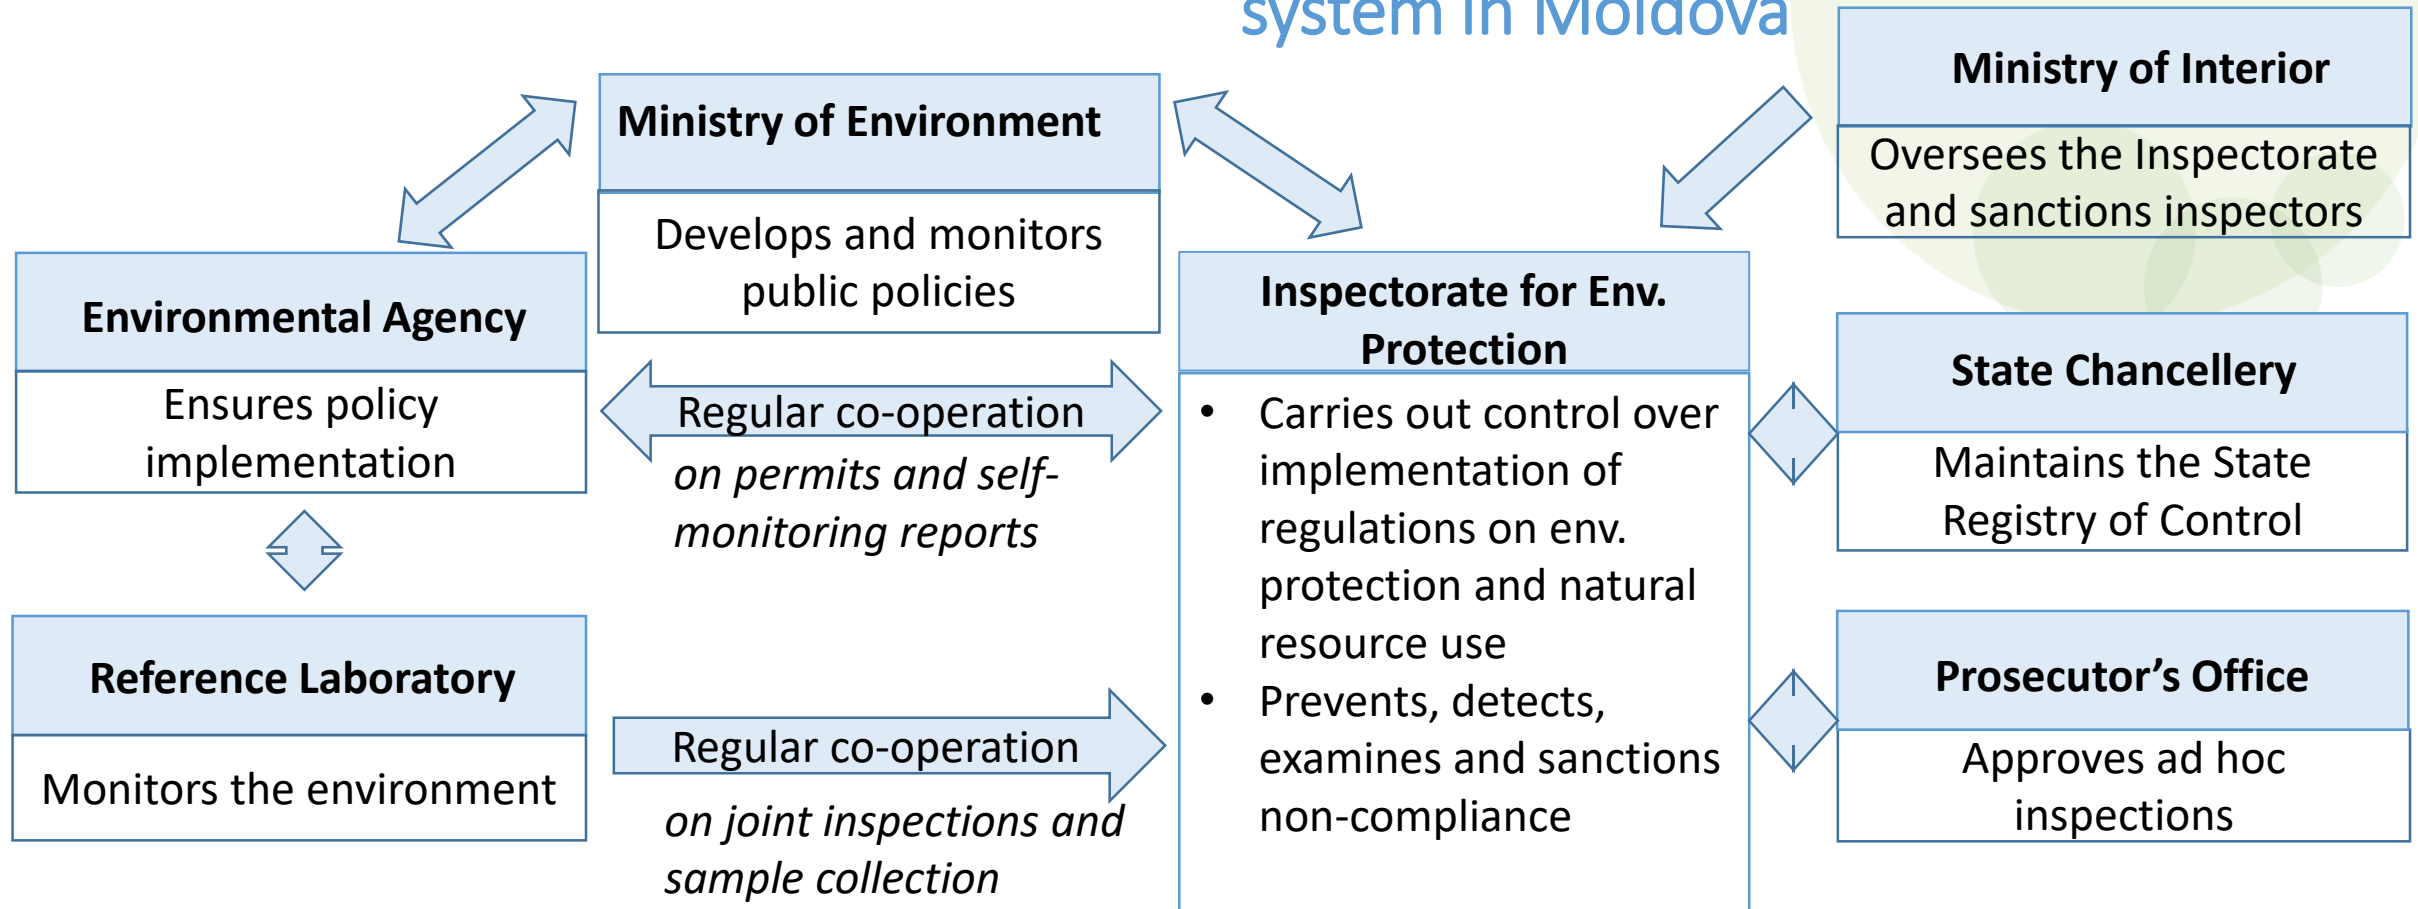 system in Moldova
Ministry of Interior
Oversees the Inspectorate
and sanctions inspectors
Ministry of Environment
Develops and monitors
public policies
Environmental Agency
Ensures policy
implementation
Regular co-operation
on permits and self-
monitoring reports
Inspectorate for Env.
Protection
• Carries out control over
implementation of
regulations on env.
protection and natural
resource use
• Prevents, detects,
examines and sanctions
non-compliance
State Chancellery
Maintains the State
Registry of Control
Reference Laboratory
Monitors the environment
Regular co-operation
on joint inspections and
sample collection
Prosecutor’s Office
Approves ad hoc
inspections